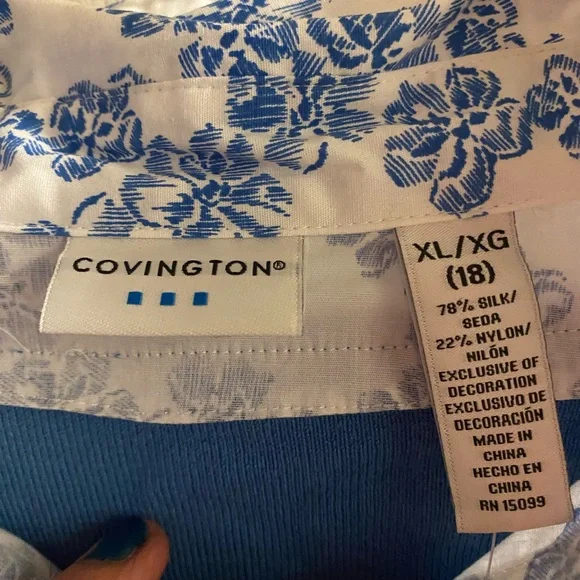 COVINGTON®
XL/XG
(18)
78% SILK/
SEDA
22% NYLON/
NILÓN
EXCLUSIVE OF
DECORATION
EXCLUSIVO DE
DECORACIÓN
MADE IN
CHINA
HECHO EN
CHINA
RN 15099